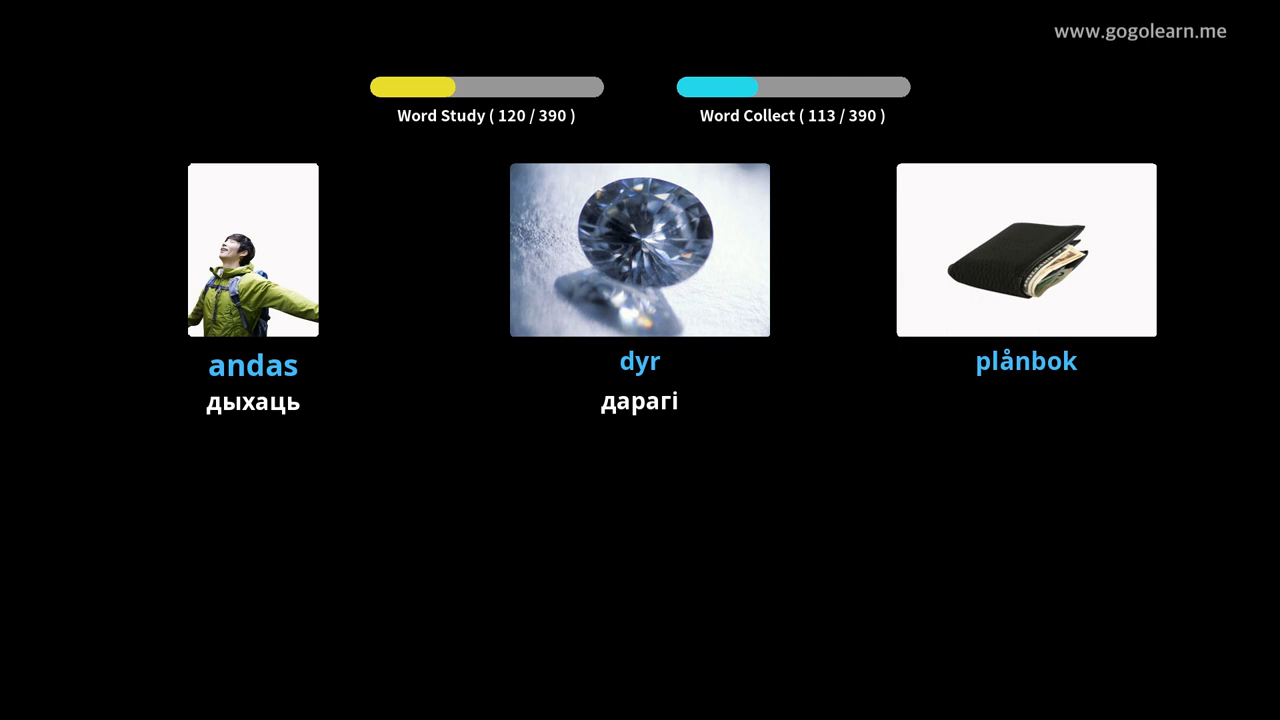 www.gogolearn.me
Word Study ( 120 / 390 )
Word Collect ( 113 / 390 )
andas
дыхаць
dyr
дарагі
plånbok